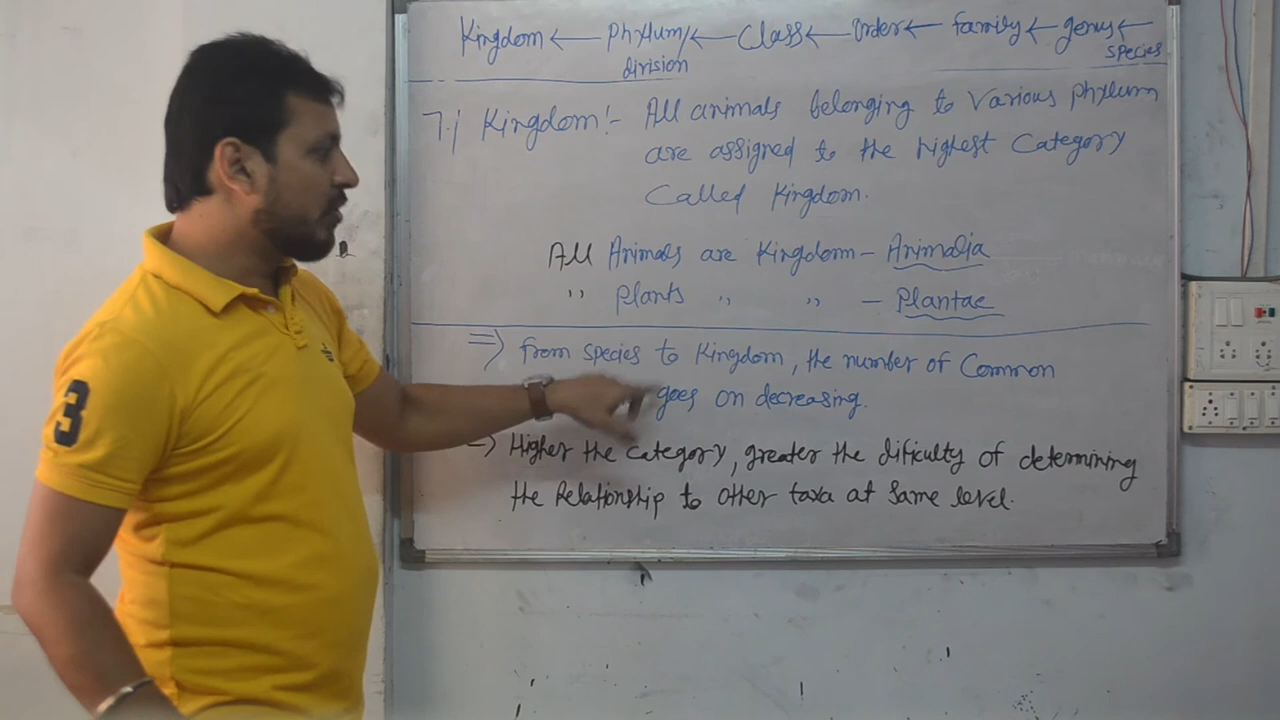 Kingdom ← Phylum/ ← Class ← Order ← family ← genus ←
division species
7.) Kingdom:- All animals belonging to Various Phylum
are assigned to the highest Category
Called Kingdom.
All Animals are Kingdom - Animalia
" Plants " " - Plantae
⇒ from species to Kingdom, the number of Common
goes on decreasing.
→ Higher the category, greater the dificulty of determining
the Relationship to other taxa at same level.
3